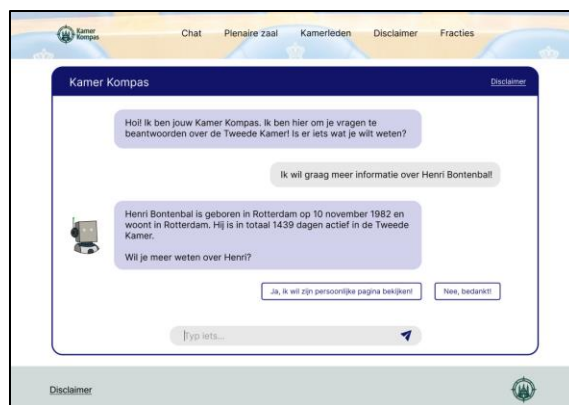 Kamer
Kompas
Chat
Plenaire zaal
Kamerleden
Disclaimer
Fracties
Kamer Kompas
Disclaimer
Hoi! Ik ben jouw Kamer Kompas. Ik ben hier om je vragen te
beantwoorden over de Tweede Kamer! Is er iets wat je wilt weten?
Ik wil graag meer informatie over Henri Bontenbal!
Henri Bontenbal is geboren in Rotterdam op 10 november 1982 en
woont in Rotterdam. Hij is in totaal 1439 dagen actief in de Tweede
Kamer.
Wil je meer weten over Henri?
Ja, ik wil zijn persoonlijke pagina bekijken!
Nee, bedankt!
Typ iets...
Disclaimer